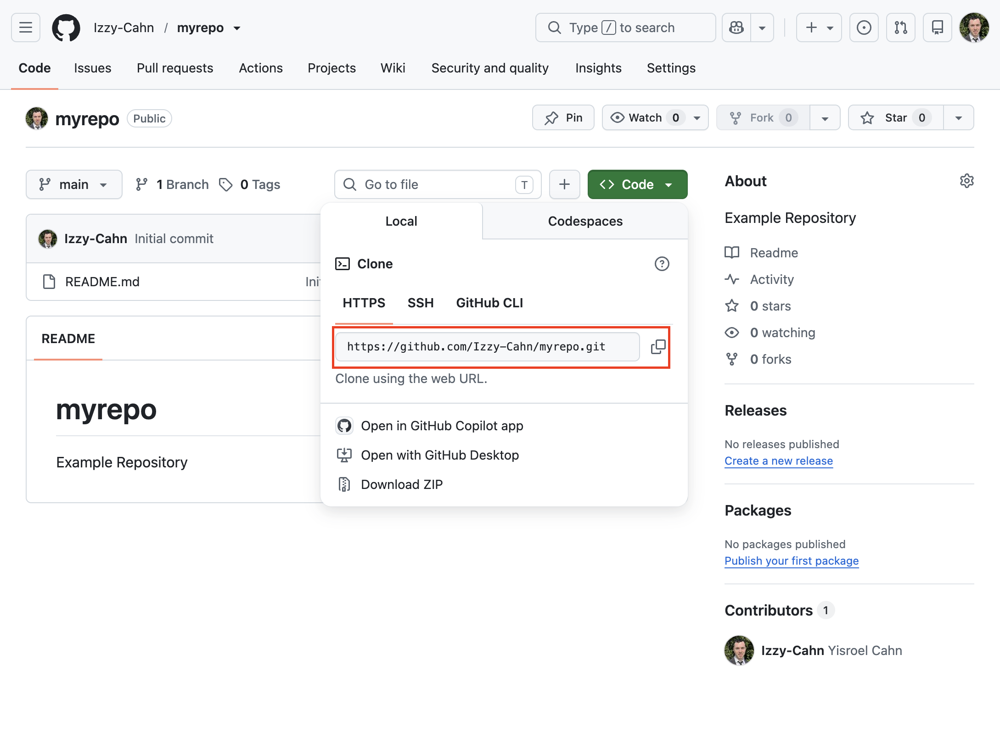 Izzy-Cahn / myrepo
Type / to search
Code Issues Pull requests Actions Projects Wiki Security and quality Insights Settings
myrepo Public
Pin Watch 0 Fork 0 Star 0
main 1 Branch 0 Tags
Go to file T
Code
Local Codespaces
Izzy-Cahn Initial commit
README.md
Clone
HTTPS SSH GitHub CLI
https://github.com/Izzy-Cahn/myrepo.git
Clone using the web URL.
Open in GitHub Copilot app
Open with GitHub Desktop
Download ZIP
README
myrepo
Example Repository
About
Example Repository
Readme
Activity
0 stars
0 watching
0 forks
Releases
No releases published
Create a new release
Packages
No packages published
Publish your first package
Contributors 1
Izzy-Cahn Yisroel Cahn